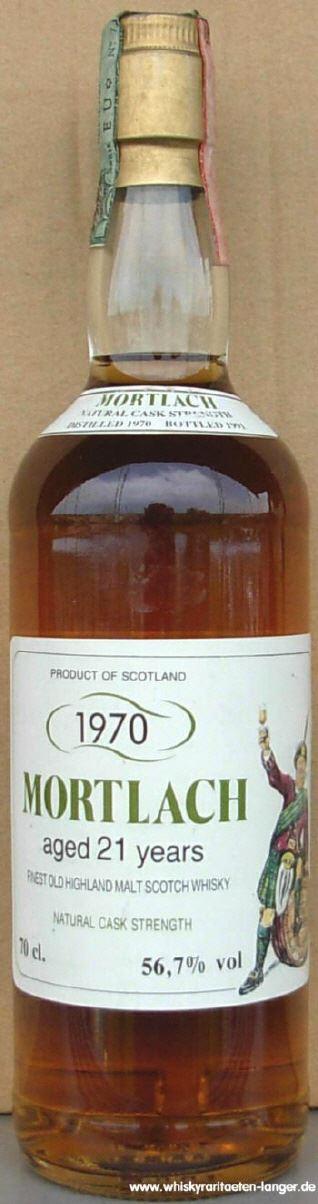 MORTLACH
NATURAL CASK STRENGTH
DISTILLED 1970 BOTTLED 1991
PRODUCT OF SCOTLAND
1970
MORTLACH
aged 21 years
FINEST OLD HIGHLAND MALT SCOTCH WHISKY
NATURAL CASK STRENGTH
70 cl. 56,7% vol
www.whiskyraritaeten-langer.de